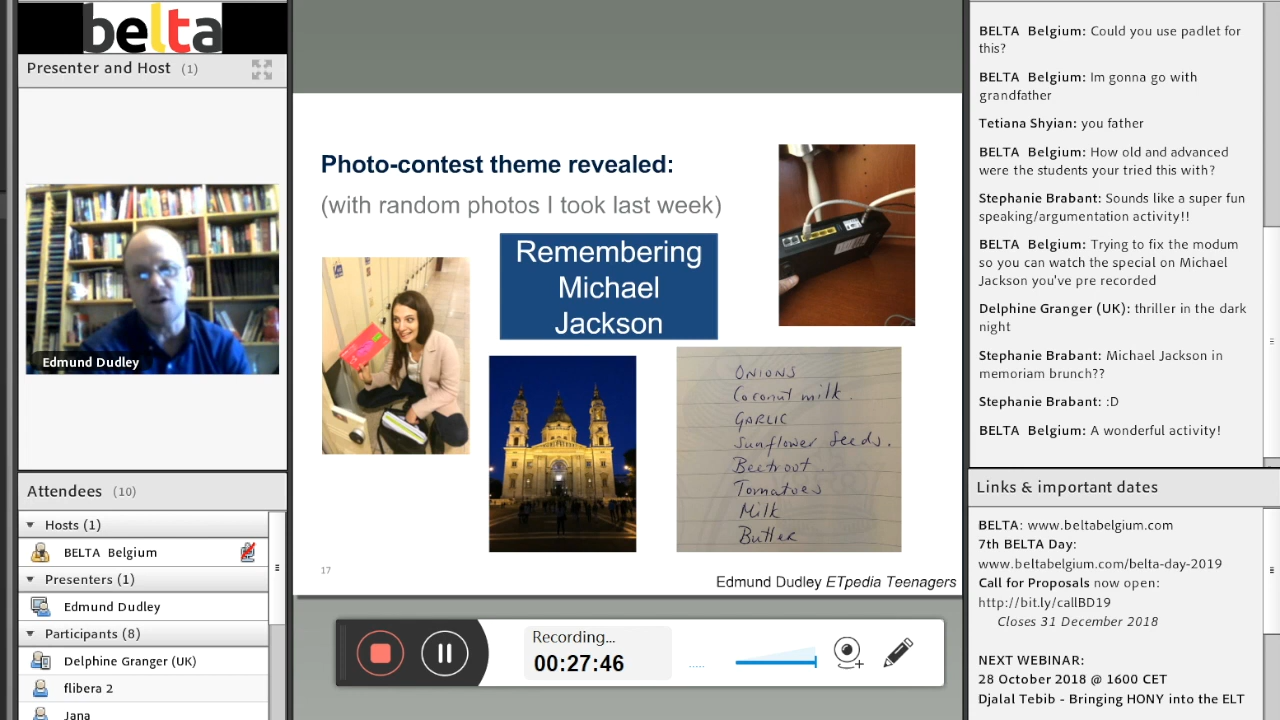 belta
Presenter and Host (1)
Edmund Dudley
Attendees (10)
Hosts (1)
BELTA Belgium
Presenters (1)
Edmund Dudley
Participants (8)
Delphine Granger (UK)
flibera 2
Jana
Photo-contest theme revealed:
(with random photos I took last week)
Remembering
Michael
Jackson
ONIONS
Coconut milk.
GARLIC
Sunflower Seeds.
Beetroot.
Tomatoes
Milk
Butter
17
Edmund Dudley ETpedia Teenagers
Recording...
00:27:46
BELTA Belgium: Could you use padlet for
this?
BELTA Belgium: Im gonna go with
grandfather
Tetiana Shyian: you father
BELTA Belgium: How old and advanced
were the students your tried this with?
Stephanie Brabant: Sounds like a super fun
speaking/argumentation activity!!
BELTA Belgium: Trying to fix the modum
so you can watch the special on Michael
Jackson you've pre recorded
Delphine Granger (UK): thriller in the dark
night
Stephanie Brabant: Michael Jackson in
memoriam brunch??
Stephanie Brabant: :D
BELTA Belgium: A wonderful activity!
Links & important dates
BELTA: www.beltabelgium.com
7th BELTA Day:
www.beltabelgium.com/belta-day-2019
Call for Proposals now open:
http://bit.ly/callBD19
Closes 31 December 2018
NEXT WEBINAR:
28 October 2018 @ 1600 CET
Djalal Tebib - Bringing HONY into the ELT